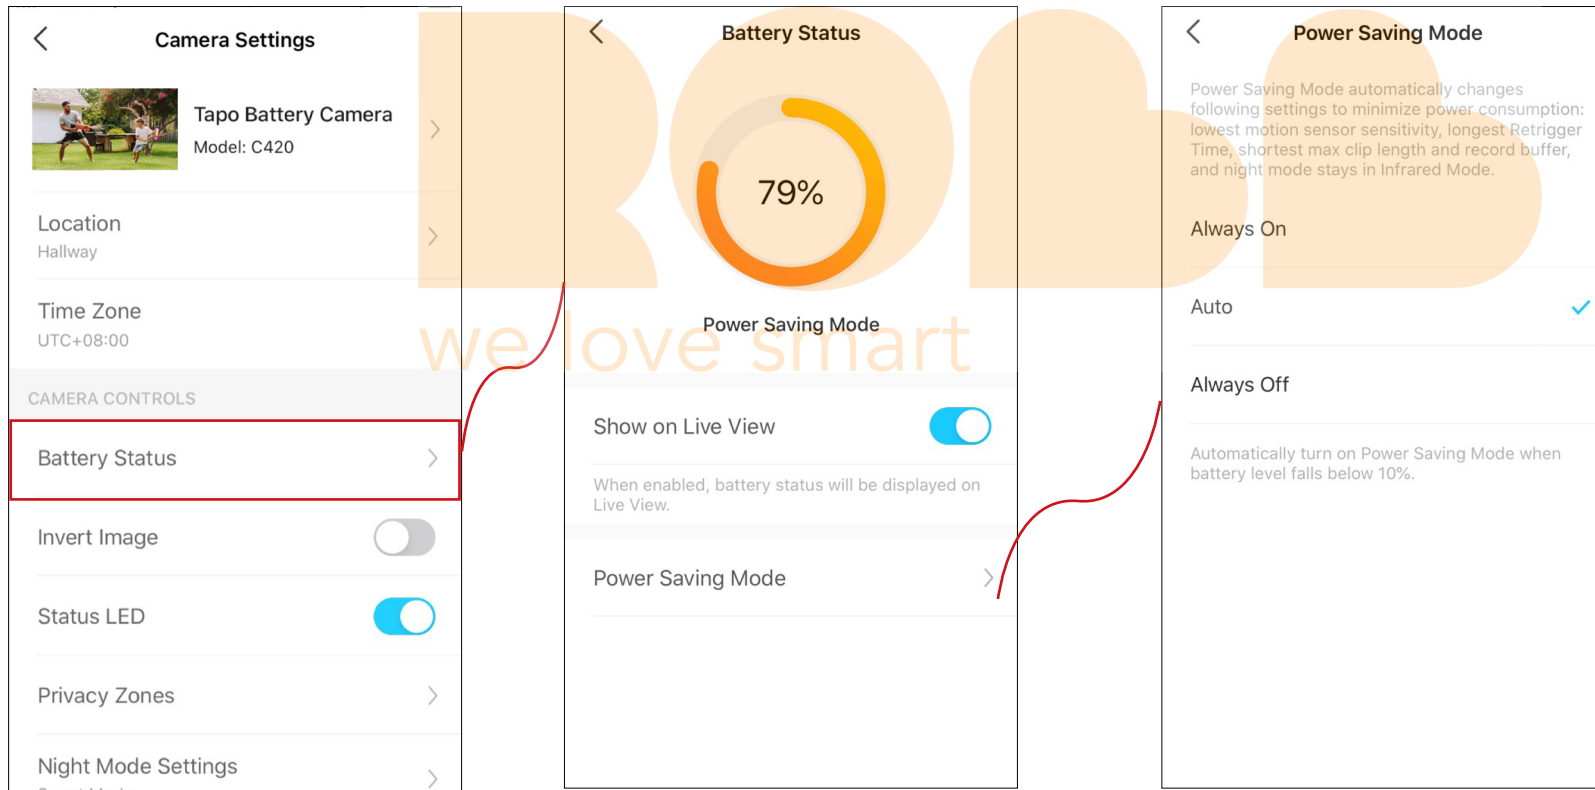 Camera Settings
Tapo Battery Camera
Model: C420
Location
Hallway
Time Zone
UTC+08:00
CAMERA CONTROLS
Battery Status
Invert Image
Status LED
Privacy Zones
Night Mode Settings
Battery Status
79%
Power Saving Mode
Show on Live View
When enabled, battery status will be displayed on
Live View.
Power Saving Mode
Power Saving Mode
Power Saving Mode automatically changes
following settings to minimize power consumption:
lowest motion sensor sensitivity, longest Retrigger
Time, shortest max clip length and record buffer,
and night mode stays in Infrared Mode.
Always On
Auto
Always Off
Automatically turn on Power Saving Mode when
battery level falls below 10%.
we love smart